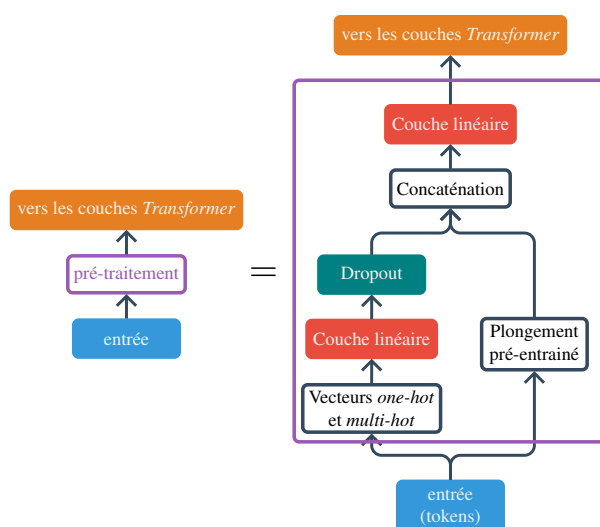 vers les couches Transformer
pré-traitement
entrée
=
vers les couches Transformer
Couche linéaire
Concaténation
Dropout
Couche linéaire
Plongement
pré-entrainé
Vecteurs one-hot
et multi-hot
entrée
(tokens)